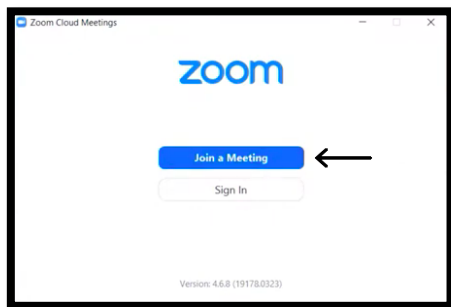 Zoom Cloud Meetings
zoom
Join a Meeting
Sign In
Version: 4.6.8 (19178.0323)